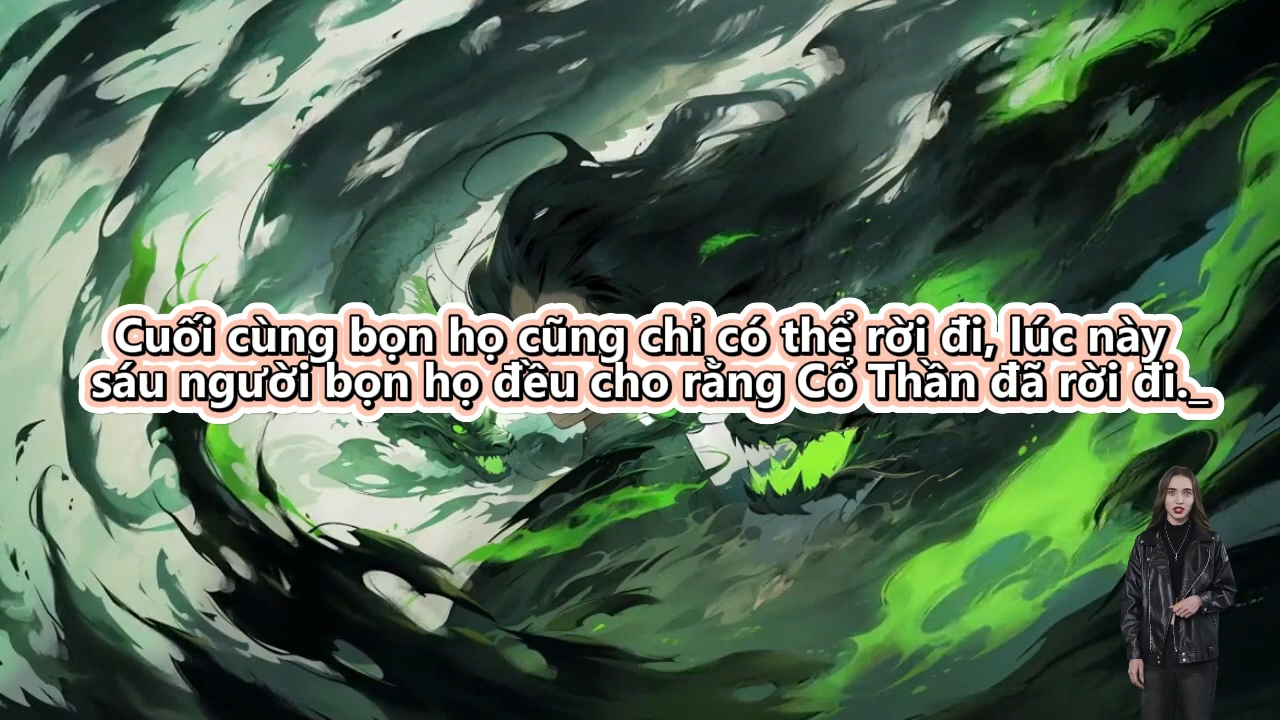 Cuối cùng bọn họ cũng chỉ có thể rời đi, lúc này
sáu người bọn họ đều cho rằng Cổ Thần đã rời đi._